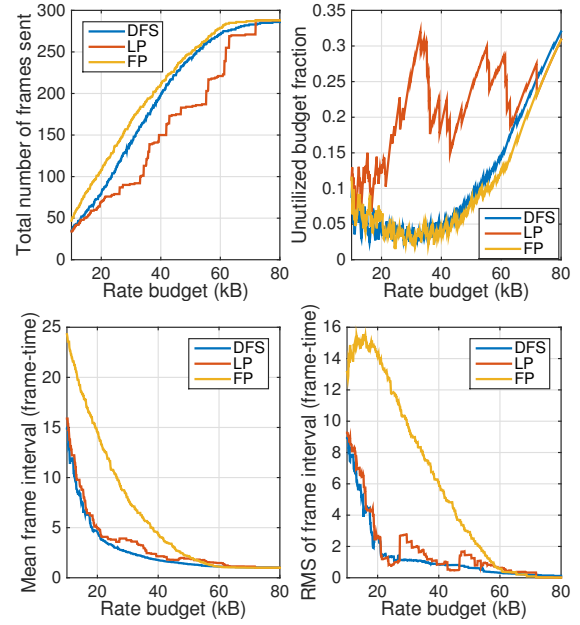 Total number of frames sent
300
250
200
150
100
50
0
10
20
40
60
80
Rate budget (kB)
DFS
LP
FP
Unutilized budget fraction
0.35
0.3
0.25
0.2
0.15
0.1
0.05
0
10
20
40
60
80
Rate budget (kB)
DFS
LP
FP
Mean frame interval (frame-time)
25
20
15
10
5
0
20
40
60
80
Rate budget (kB)
DFS
LP
FP
RMS of frame interval (frame-time)
16
14
12
10
8
6
4
2
0
20
40
60
80
Rate budget (kB)
DFS
LP
FP